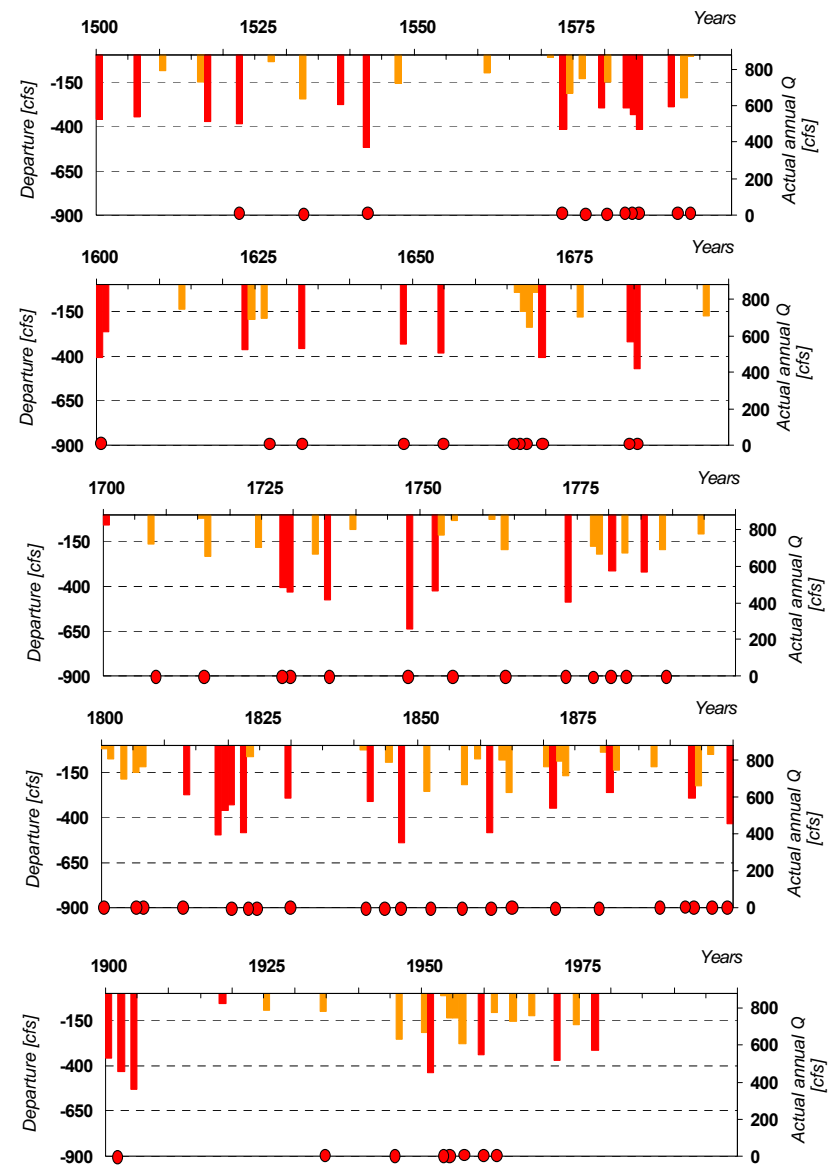 Years
1500 1525 1550 1575
-150 800
600
-400 400
-650 200
-900 0
Departure [cfs]
Actual annual Q
[cfs]
Years
1600 1625 1650 1675
-150 800
600
-400 400
-650 200
-900 0
Departure [cfs]
Actual annual Q
[cfs]
Years
1700 1725 1750 1775
-150 800
600
-400 400
-650 200
-900 0
Departure [cfs]
Actual annual Q
[cfs]
Years
1800 1825 1850 1875
-150 800
600
-400 400
-650 200
-900 0
Departure [cfs]
Actual annual Q
[cfs]
Years
1900 1925 1950 1975
-150 800
600
-400 400
-650 200
-900 0
Departure [cfs]
Actual annual Q
[cfs]